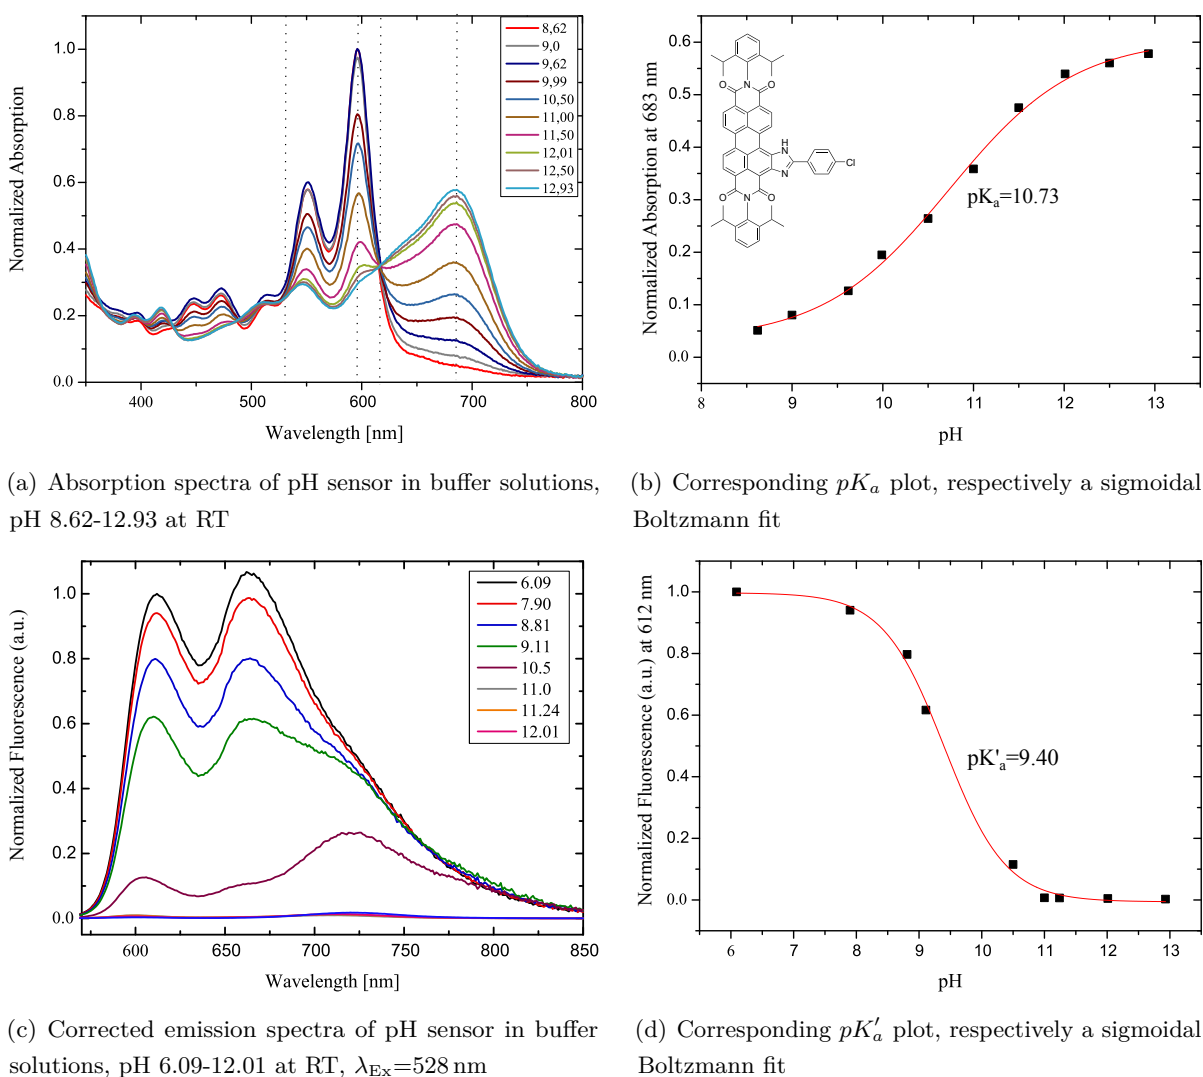 1.0
0.8
0.6
0.4
0.2
0.0
400
500
600
700
800
Normalized Absorption
Wavelength [nm]
8,62
9,0
9,62
9,99
10,50
11,00
11,50
12,01
12,50
12,93
0.6
0.5
0.4
0.3
0.2
0.1
0.0
8
9
10
11
12
13
Normalized Absorption at 683 nm
pH
O
N
O
NH
N
Cl
O
N
O
pKa=10.73
(a) Absorption spectra of pH sensor in buffer solutions,
pH 8.62-12.93 at RT
(b) Corresponding pKa plot, respectively a sigmoidal
Boltzmann fit
1.0
0.8
0.6
0.4
0.2
0.0
600
650
700
750
800
850
Normalized Fluorescence (a.u.)
Wavelength [nm]
6.09
7.90
8.81
9.11
10.5
11.0
11.24
12.01
1.0
0.8
0.6
0.4
0.2
0.0
6
7
8
9
10
11
12
13
Normalized Fluorescence (a.u.) at 612 nm
pH
pK'a=9.40
(c) Corrected emission spectra of pH sensor in buffer
solutions, pH 6.09-12.01 at RT, λEx=528 nm
(d) Corresponding pK′a plot, respectively a sigmoidal
Boltzmann fit